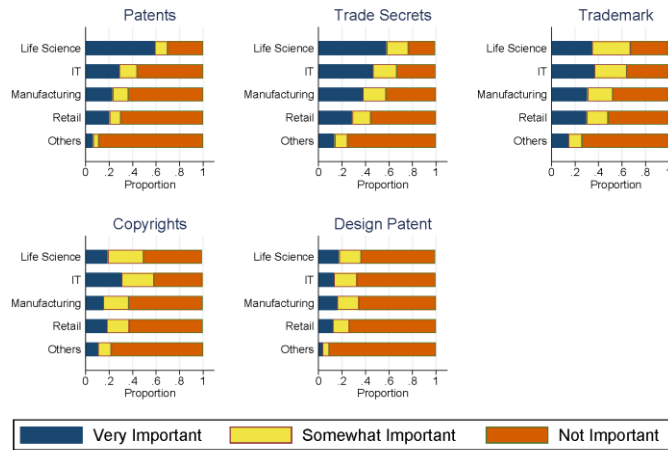 Patents
Life Science
IT
Manufacturing
Retail
Others
0 .2 .4 .6 .8 1
Proportion
Trade Secrets
Life Science
IT
Manufacturing
Retail
Others
0 .2 .4 .6 .8 1
Proportion
Trademark
Life Science
IT
Manufacturing
Retail
Others
0 .2 .4 .6 .8 1
Proportion
Copyrights
Life Science
IT
Manufacturing
Retail
Others
0 .2 .4 .6 .8 1
Proportion
Design Patent
Life Science
IT
Manufacturing
Retail
Others
0 .2 .4 .6 .8 1
Proportion
Very Important Somewhat Important Not Important